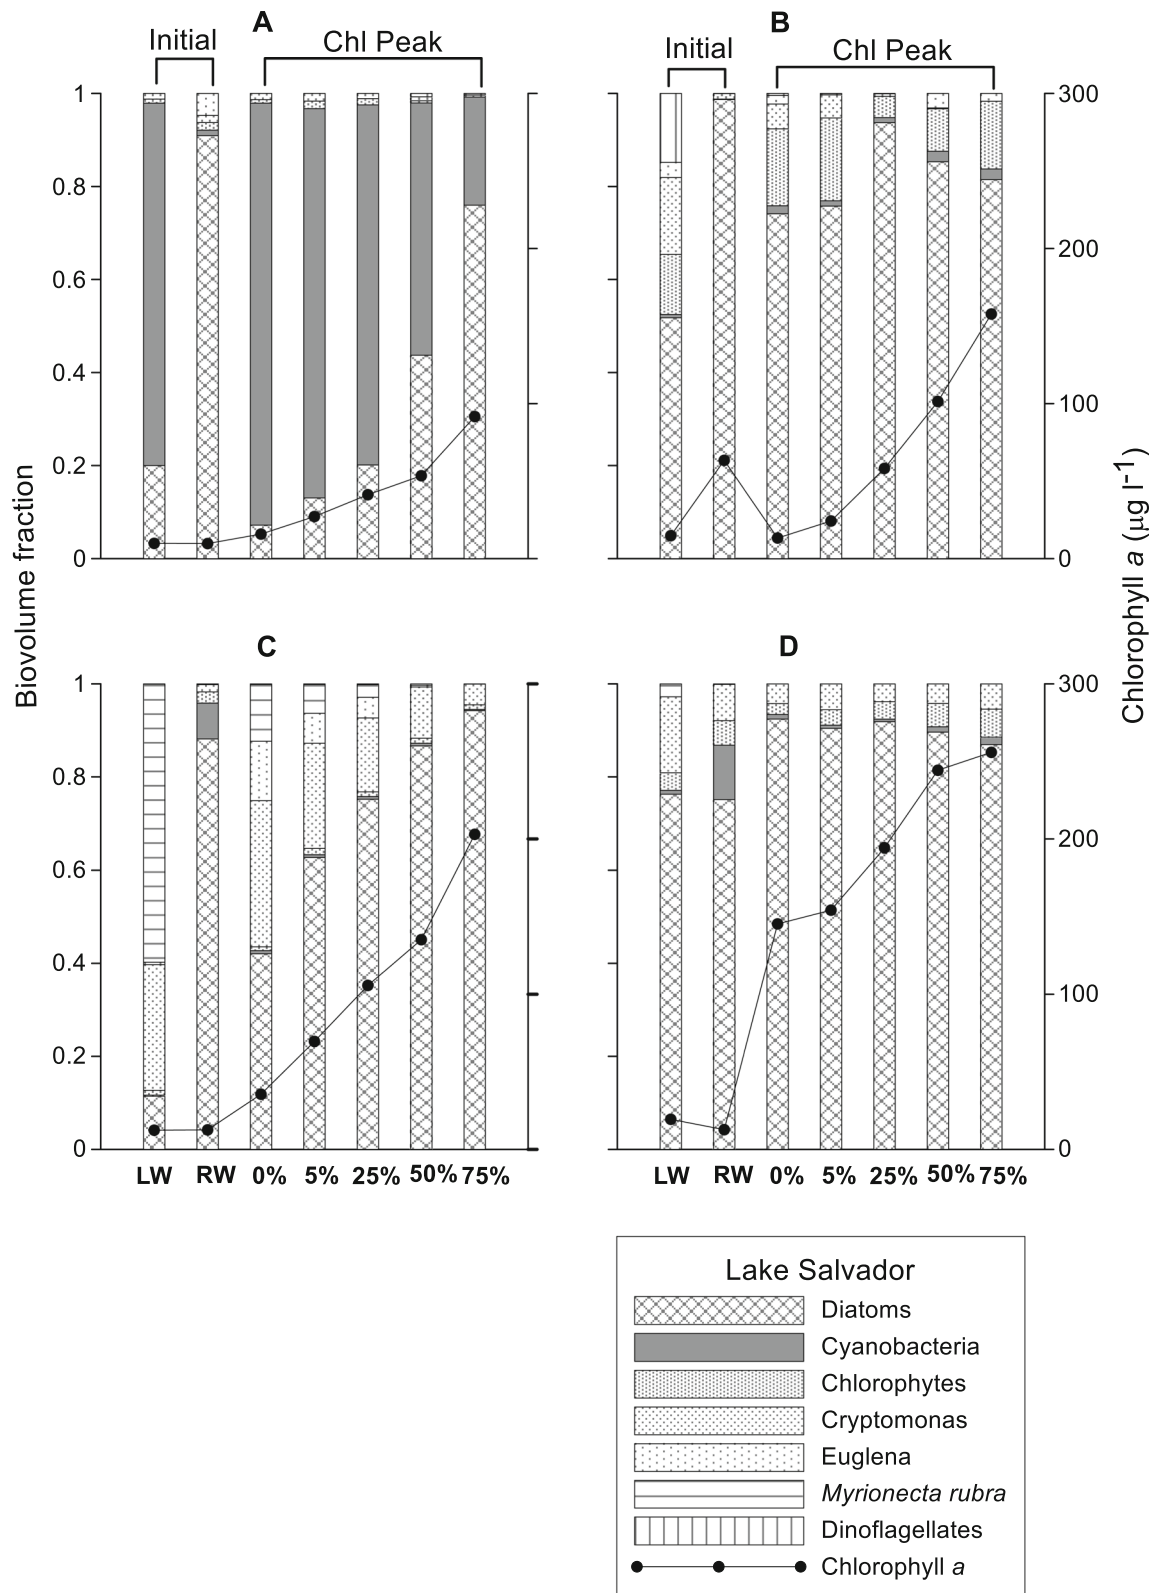 A
Initial
Chl Peak
B
Initial
Chl Peak
1
0.8
0.6
0.4
0.2
0
300
200
100
0
Biovolume fraction
Chlorophyll a (µg l-1)
C
D
1
0.8
0.6
0.4
0.2
0
300
200
100
0
LW RW 0% 5% 25% 50% 75%
LW RW 0% 5% 25% 50% 75%
Lake Salvador
Diatoms
Cyanobacteria
Chlorophytes
Cryptomonas
Euglena
Myrionecta rubra
Dinoflagellates
Chlorophyll a